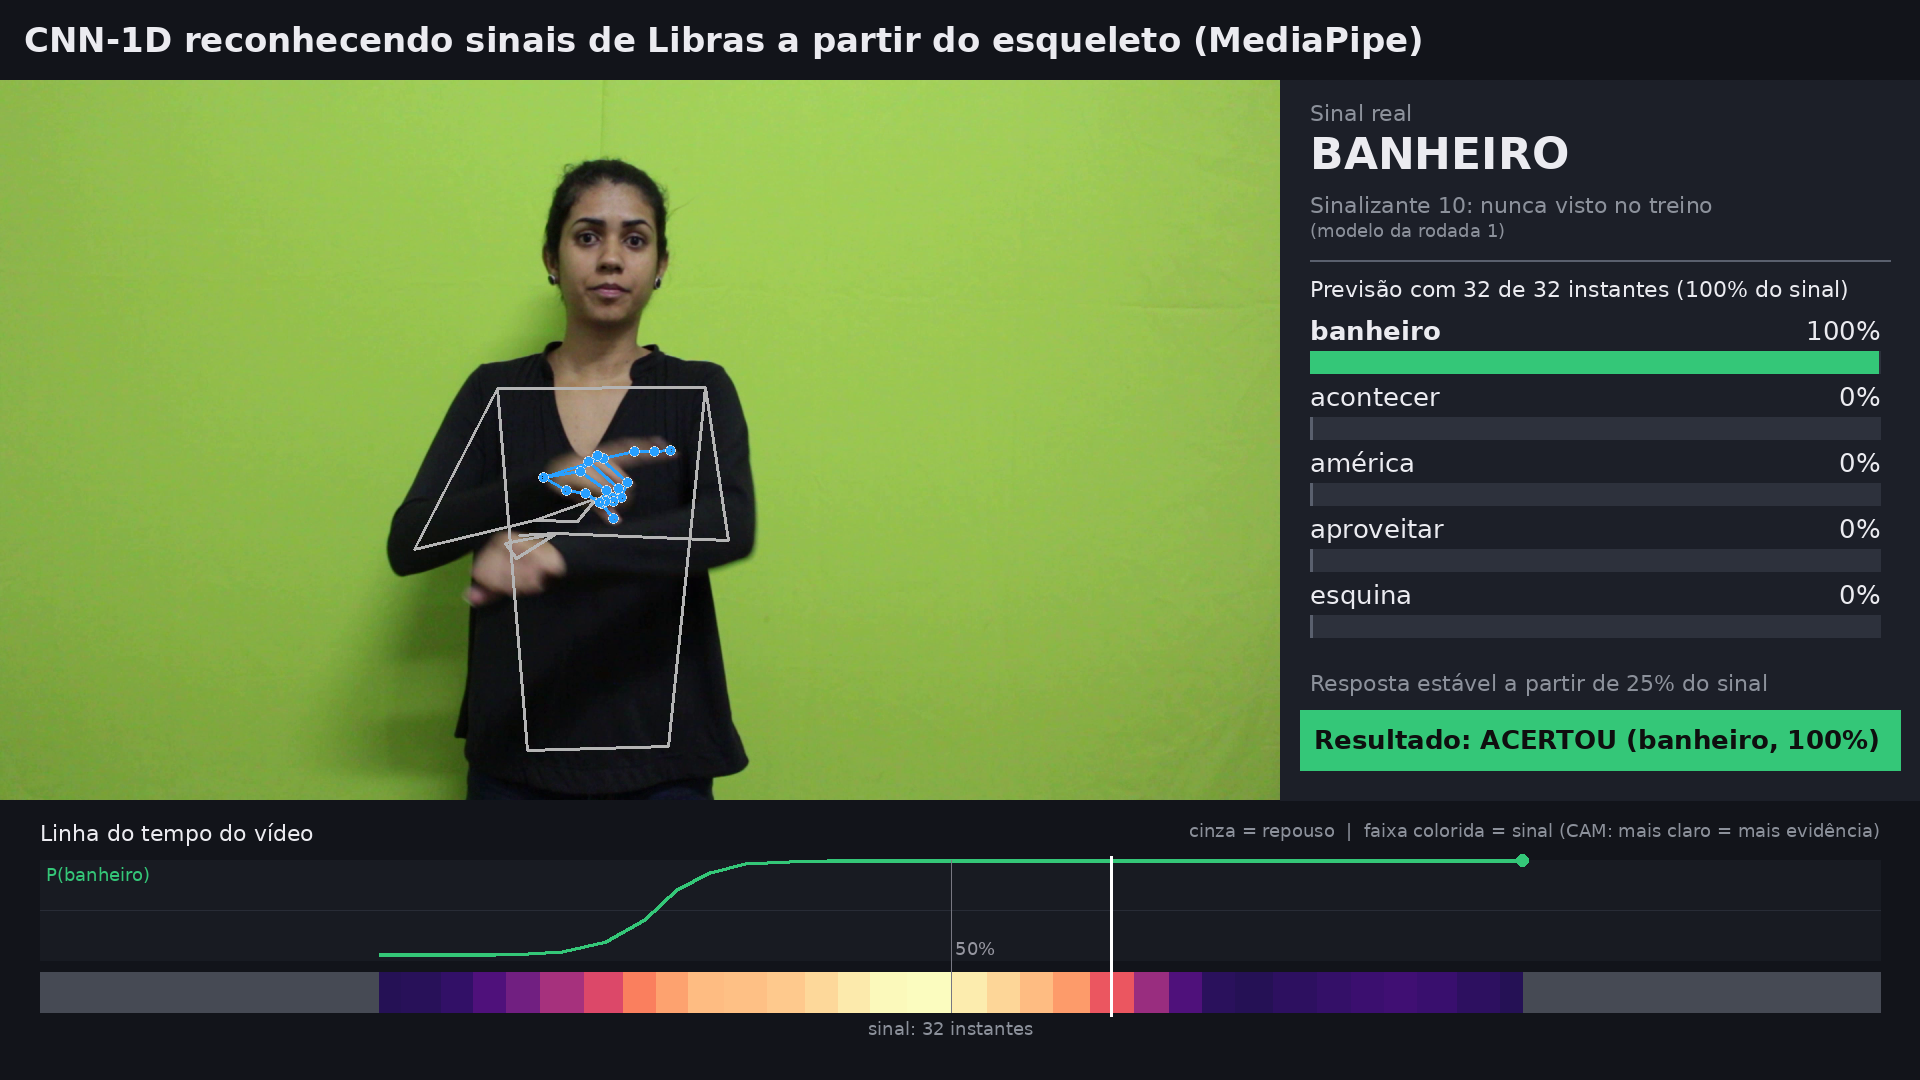 CNN-1D reconhecendo sinais de Libras a partir do esqueleto (MediaPipe)
Sinal real
BANHEIRO
Sinalizante 10: nunca visto no treino
(modelo da rodada 1)
Previsão com 32 de 32 instantes (100% do sinal)
banheiro 100%
acontecer 0%
américa 0%
aproveitar 0%
esquina 0%
Resposta estável a partir de 25% do sinal
Resultado: ACERTOU (banheiro, 100%)
Linha do tempo do vídeo
cinza = repouso | faixa colorida = sinal (CAM: mais claro = mais evidência)
P(banheiro)
50%
sinal: 32 instantes